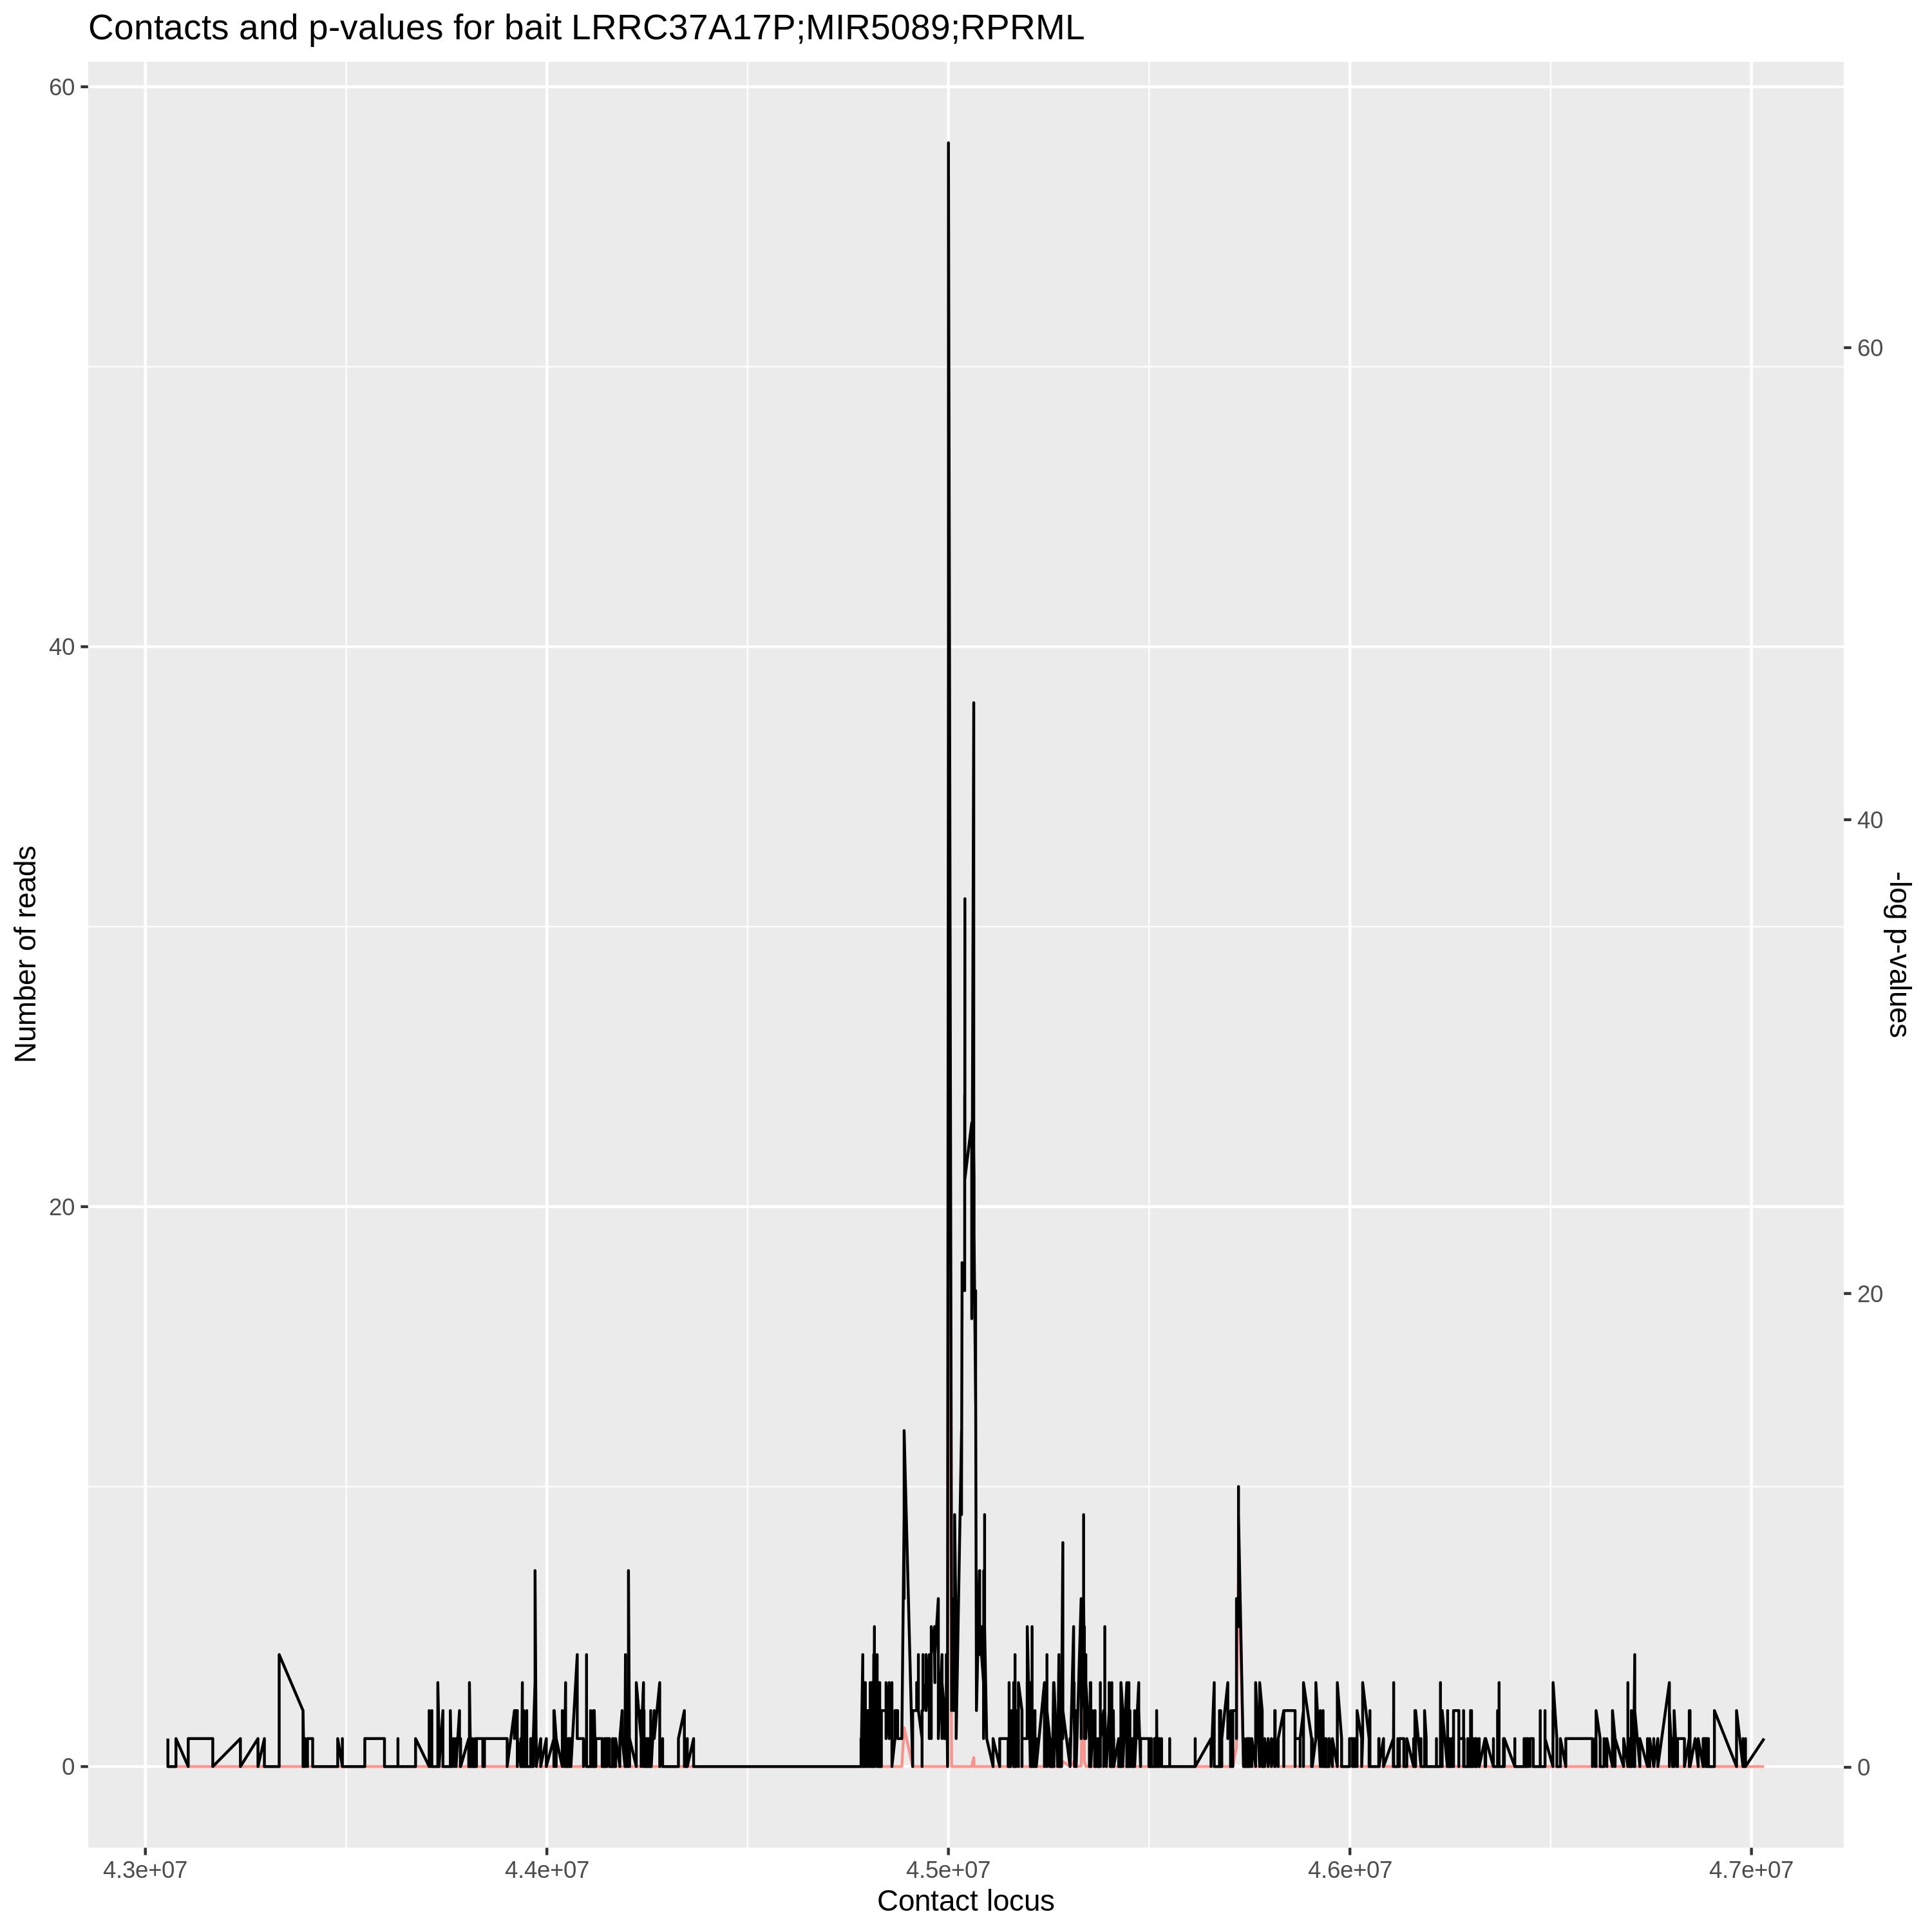 Contacts and p-values for bait LRRC37A17P;MIR5089;RPRML
60
40
20
0
Number of reads
60
40
20
0
-log p-values
4.3e+07 4.4e+07 4.5e+07 4.6e+07 4.7e+07
Contact locus